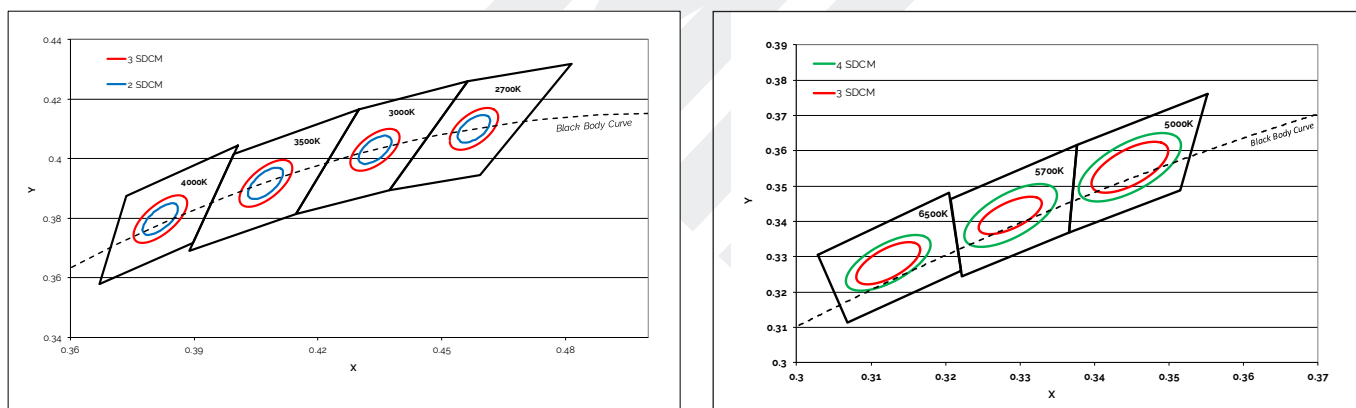 0.44
3 SDCM
2 SDCM
2700K
0.42
3000K
Black Body Curve
3500K
0.4
4000K
Y
0.38
0.36
0.34
0.36
0.39
0.42
0.45
0.48
X
0.39
4 SDCM
0.38
3 SDCM
0.37
5000K
Black Body Curve
0.36
5700K
0.35
Y
6500K
0.34
0.33
0.32
0.31
0.3
0.3
0.31
0.32
0.33
0.34
0.35
0.36
0.37
X